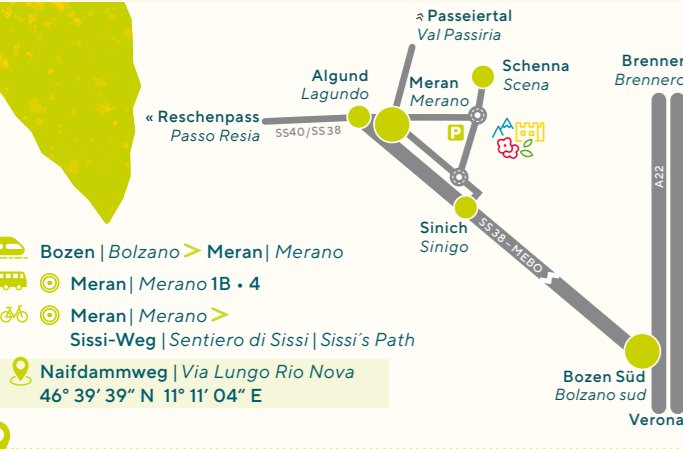 « Passeiertal
Val Passiria
Schenna
Scena
Brenner
Brennero
Algund
Lagundo
Meran
Merano
« Reschenpass
Passo Resia
SS40/SS38
P
A22
Sinich
Sinigo
SS38 – MEBO
Bozen | Bolzano > Meran | Merano
Meran | Merano 1B • 4
Meran | Merano >
Sissi-Weg | Sentiero di Sissi | Sissi´s Path
Naifdammweg | Via Lungo Rio Nova
46° 39’ 39“ N 11° 11’ 04“ E
Bozen Süd
Bolzano sud
Verona